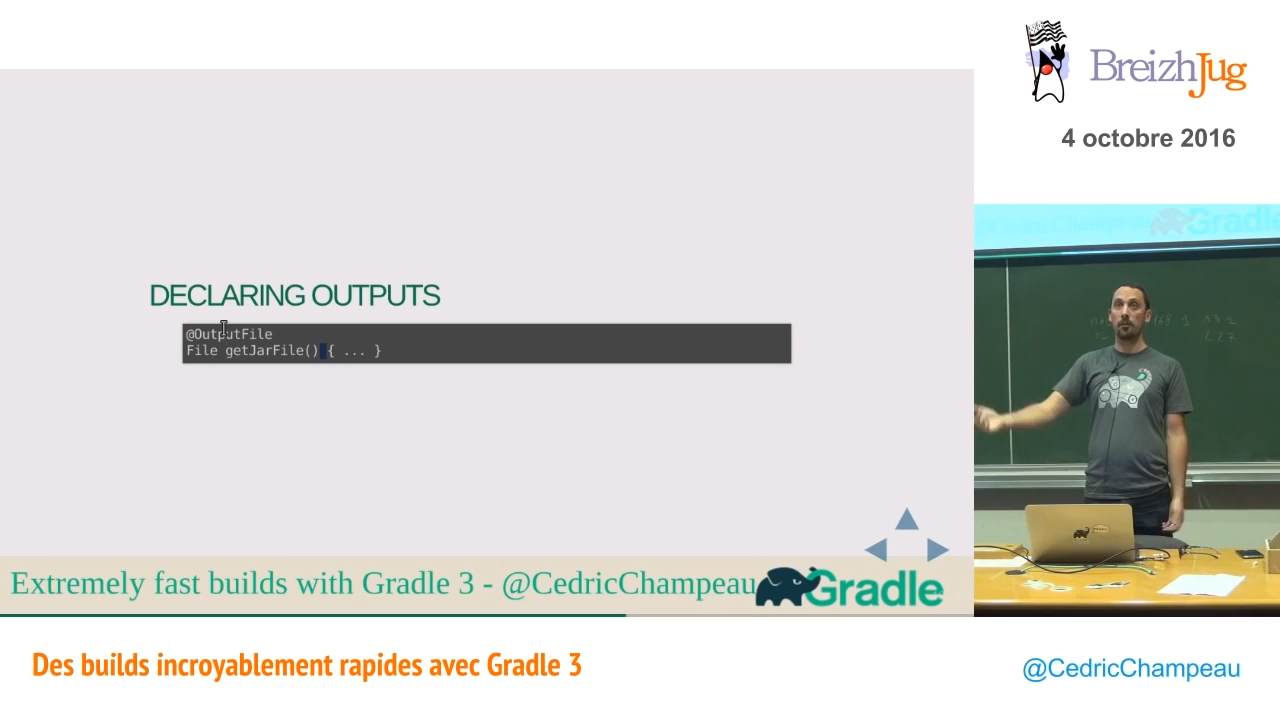 BreizhJug
4 octobre 2016
DECLARING OUTPUTS
@OutputFile
File getJarFile() { ... }
Extremely fast builds with Gradle 3 - @CedricChampeau
Gradle
Gradle
Des builds incroyablement rapides avec Gradle 3
@CedricChampeau